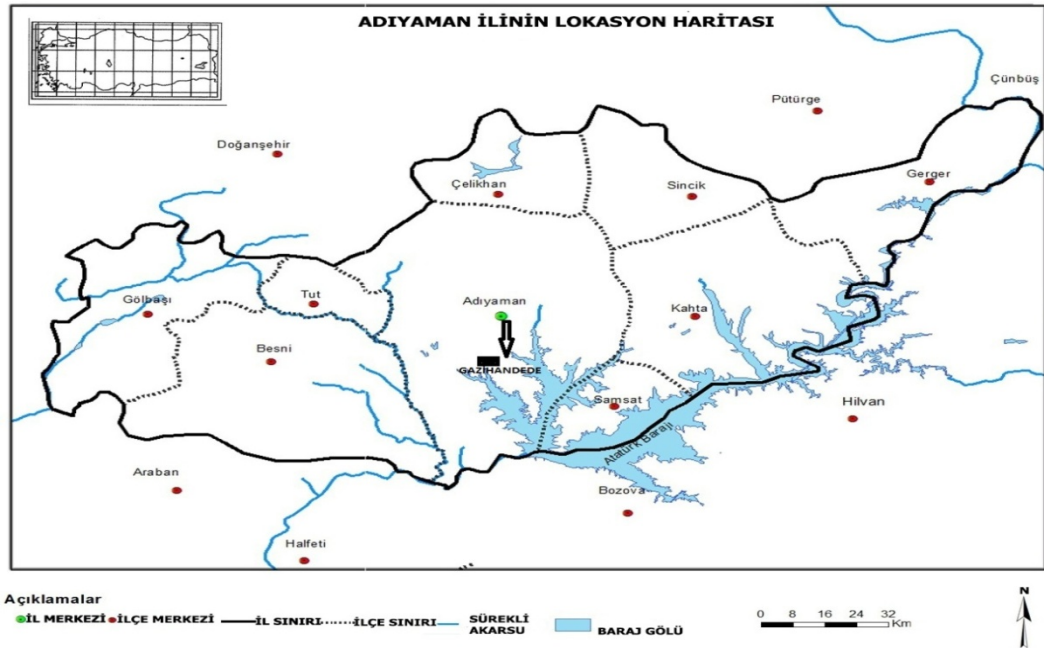 ADIYAMAN İLİNİN LOKASYON HARİTASI
Çünbüş
Pütürge
Doğanşehir
Gerger
Çelikhan
Sincik
Adıyaman
Tut
Gölbaşı
Kahta
Besni
GAZİHANDEDE
Samsat
Hilvan
Atatürk Barajı
Araban
Bozova
Halfeti
Açıklamalar
İL MERKEZİ İLÇE MERKEZİ İL SINIRI İLÇE SINIRI SÜREKLİ AKARSU BARAJ GÖLÜ
0 8 16 24 32 Km
N